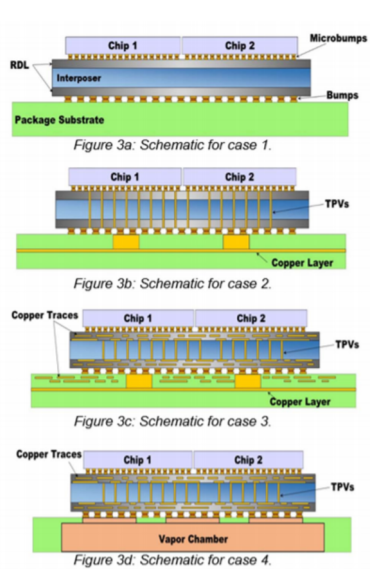 Chip 1 Chip 2
Microbumps
RDL
Interposer
Bumps
Package Substrate
Figure 3a: Schematic for case 1.
Chip 1 Chip 2
TPVs
Copper Layer
Figure 3b: Schematic for case 2.
Copper Traces
Chip 1 Chip 2
TPVs
Copper Layer
Figure 3c: Schematic for case 3.
Copper Traces
Chip 1 Chip 2
TPVs
Vapor Chamber
Figure 3d: Schematic for case 4.